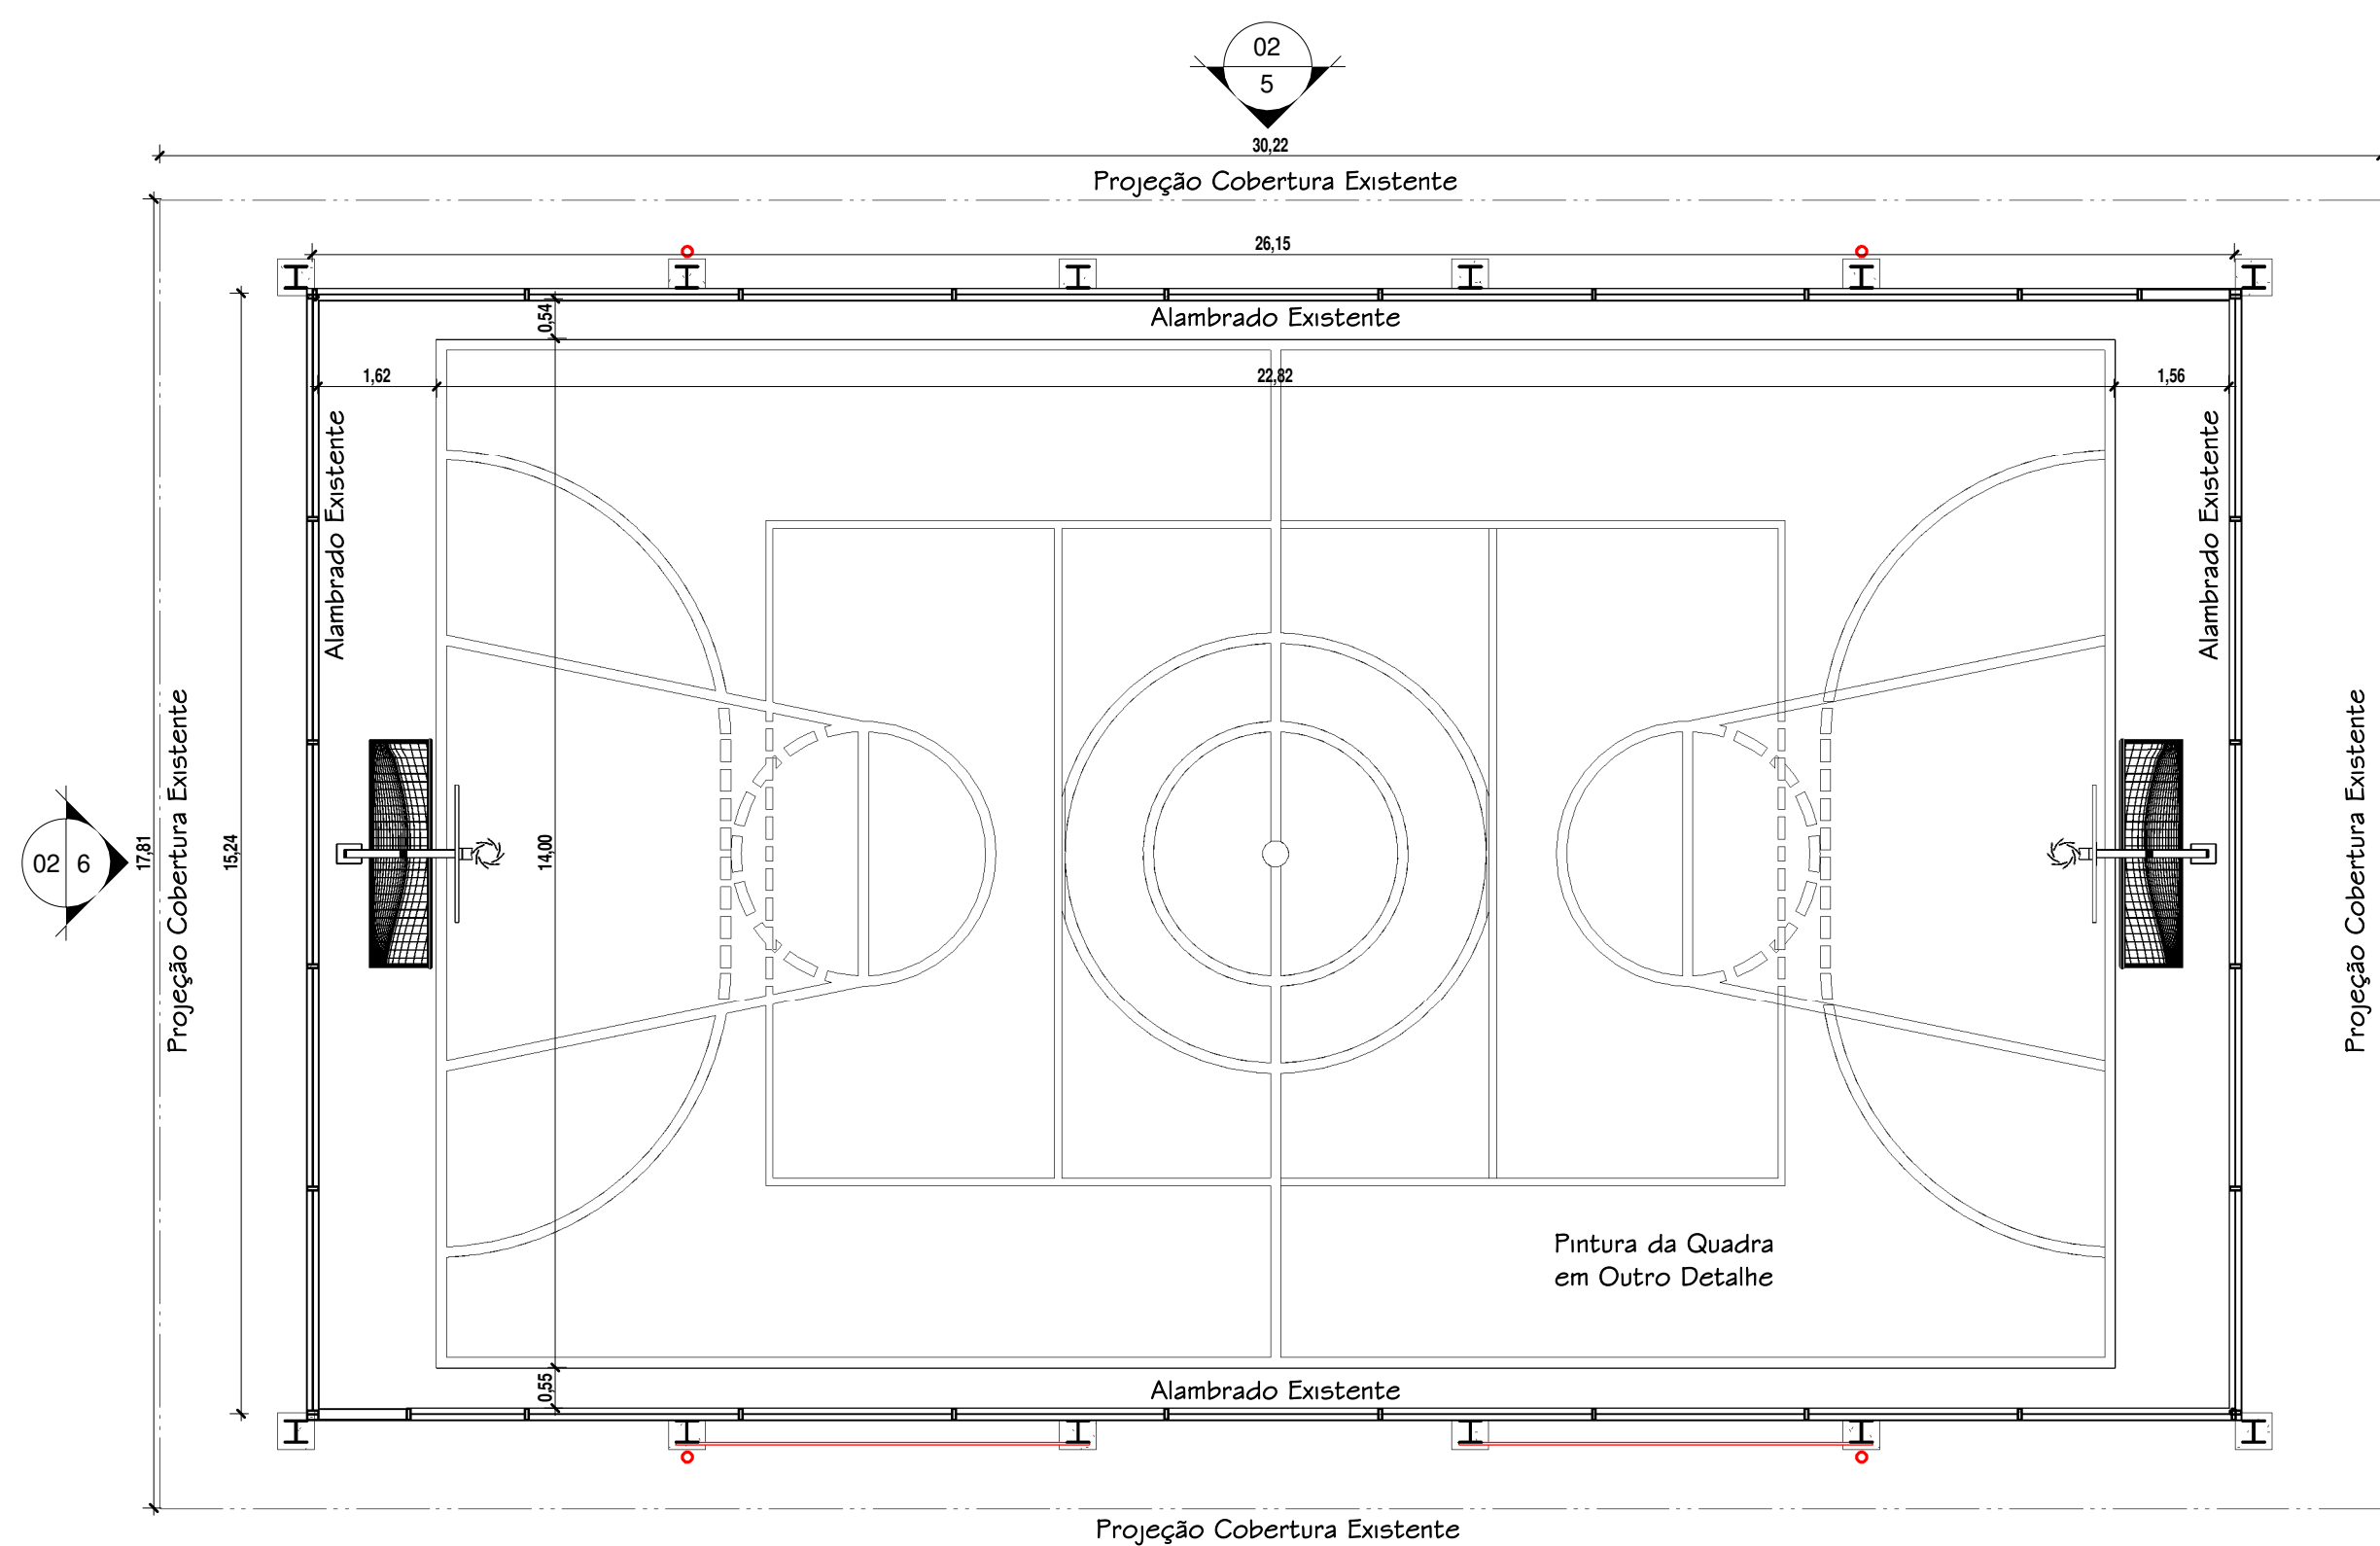 02
5
30,22
Projeção Cobertura Existente
26,15
0,54
Alambrado Existente
1,62
22,82
1,56
Alambrado Existente
Alambrado Existente
Projeção Cobertura Existente
Projeção Cobertura Existente
02 6
17,81
15,24
14,00
Pintura da Quadra
em Outro Detalhe
0,55
Alambrado Existente
Projeção Cobertura Existente